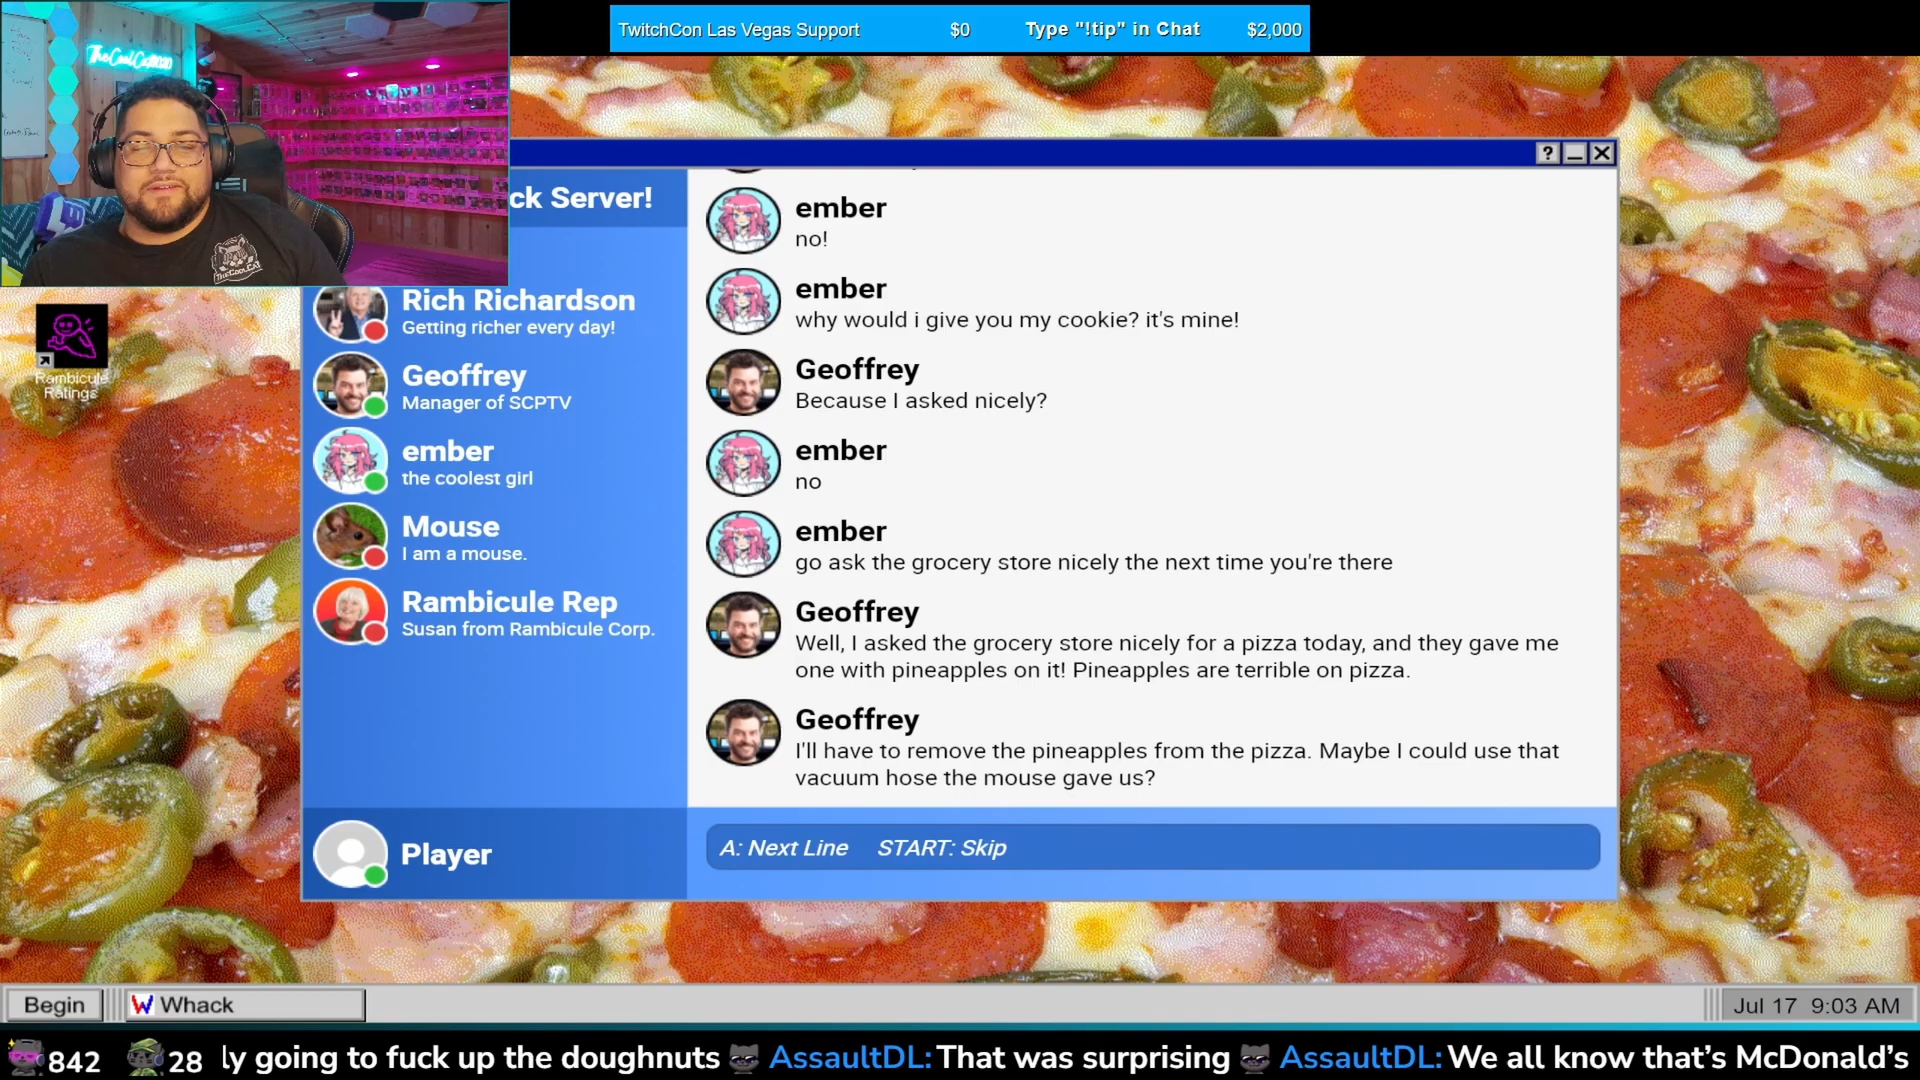 TwitchCon Las Vegas Support $0 Type "!tip" in Chat $2,000
TheCoolCat1020
THECOOLCAT
ck Server!
Rich Richardson
Getting richer every day!
Geoffrey
Manager of SCPTV
ember
the coolest girl
Mouse
I am a mouse.
Rambicule Rep
Susan from Rambicule Corp.
Player
Rambicule
Ratings
? _ X
ember
no!
ember
why would i give you my cookie? it's mine!
Geoffrey
Because I asked nicely?
ember
no
ember
go ask the grocery store nicely the next time you're there
Geoffrey
Well, I asked the grocery store nicely for a pizza today, and they gave me
one with pineapples on it! Pineapples are terrible on pizza.
Geoffrey
I'll have to remove the pineapples from the pizza. Maybe I could use that
vacuum hose the mouse gave us?
A: Next Line START: Skip
Begin W Whack Jul 17 9:03 AM
842 28 ly going to fuck up the doughnuts AssaultDL: That was surprising AssaultDL: We all know that's McDonald's